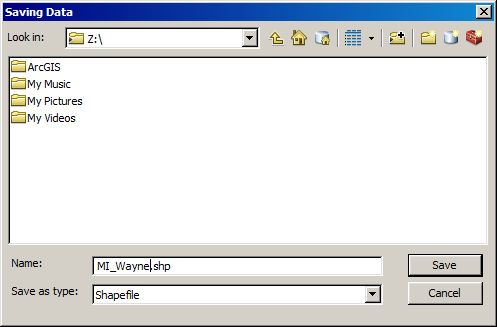 Saving Data
Look in: Z:\
ArcGIS
My Music
My Pictures
My Videos
Name: MI_Wayne.shp Save
Save as type: Shapefile Cancel